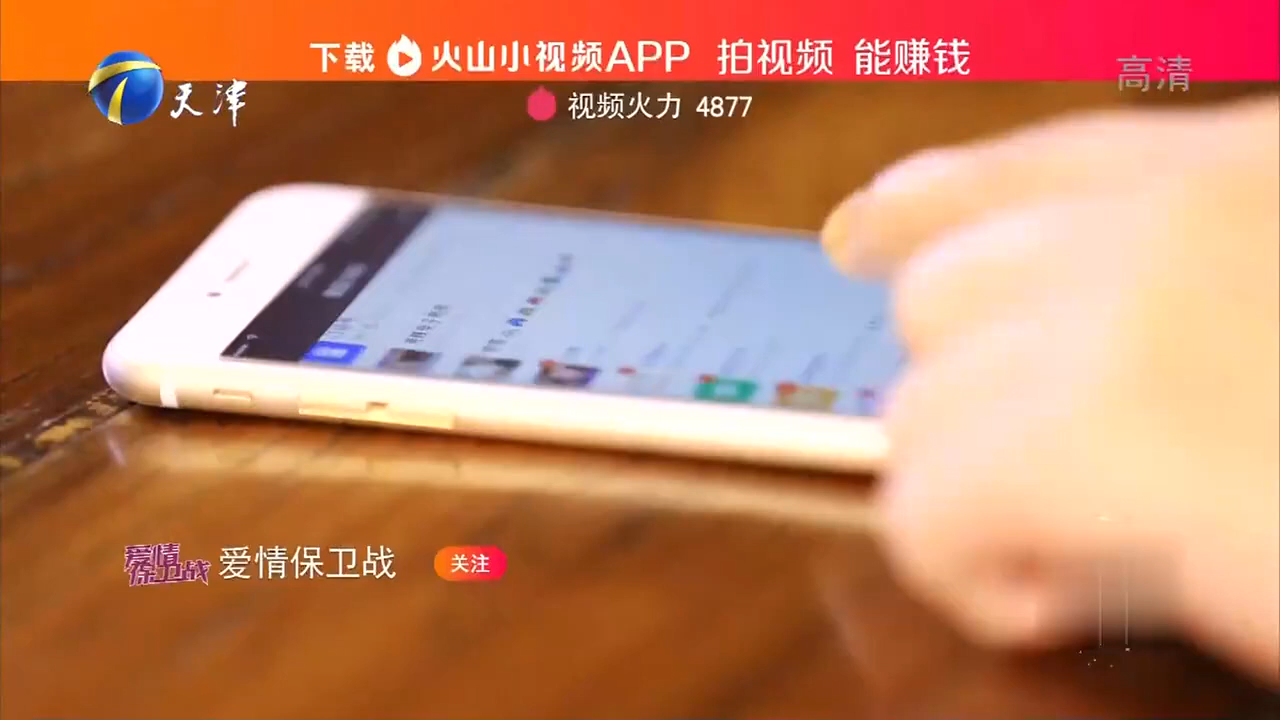 下载 火山小视频APP 拍视频 能赚钱
天津
高清
视频火力 4877
爱情保卫战 爱情保卫战 关注